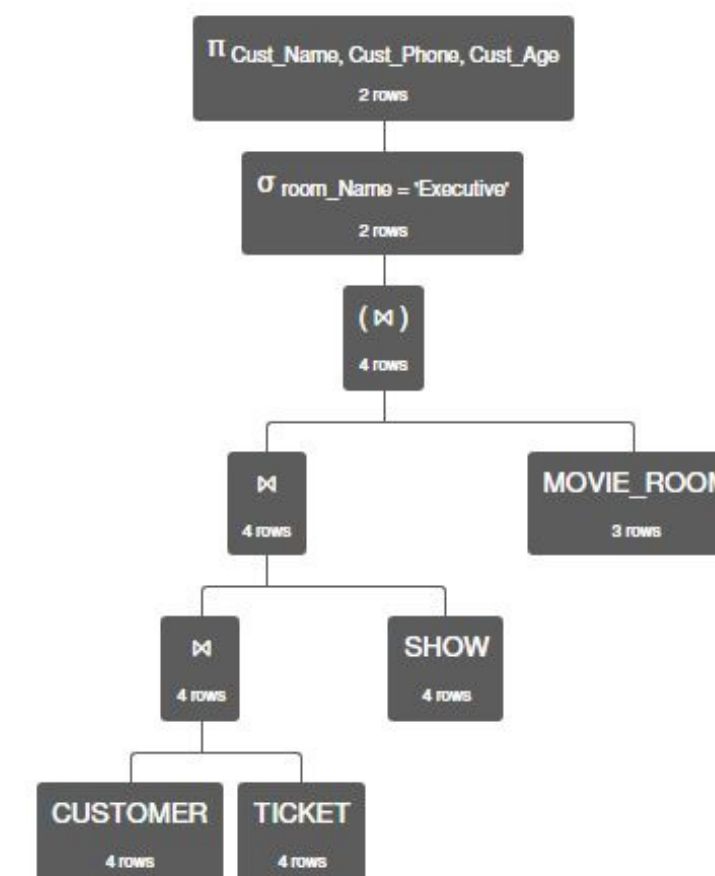 π Cust_Name, Cust_Phone, Cust_Age
2 rows
σ room_Name = 'Executive'
2 rows
( ⋈ )
4 rows
⋈
4 rows
MOVIE_ROOM
3 rows
⋈
4 rows
SHOW
4 rows
CUSTOMER
4 rows
TICKET
4 rows